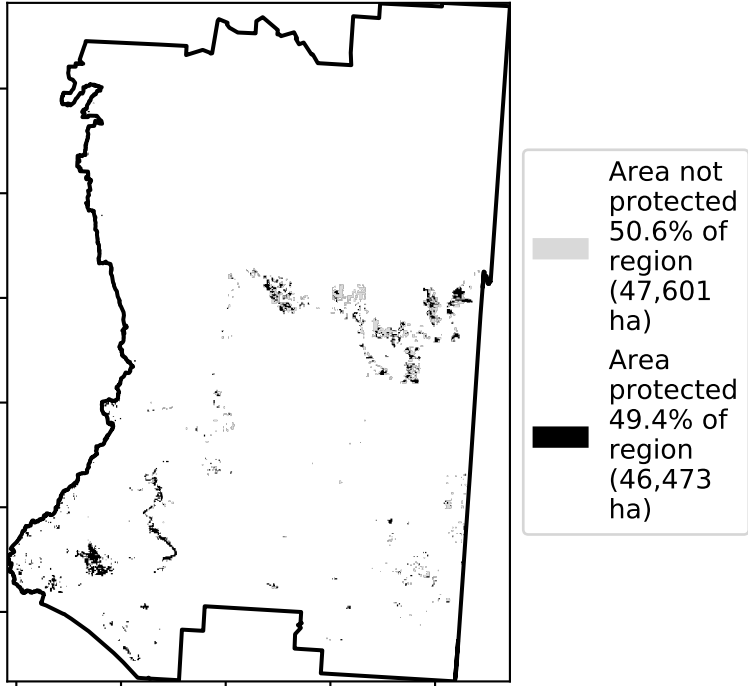 Area not
protected
50.6% of
region
(47,601
ha)
Area
protected
49.4% of
region
(46,473
ha)